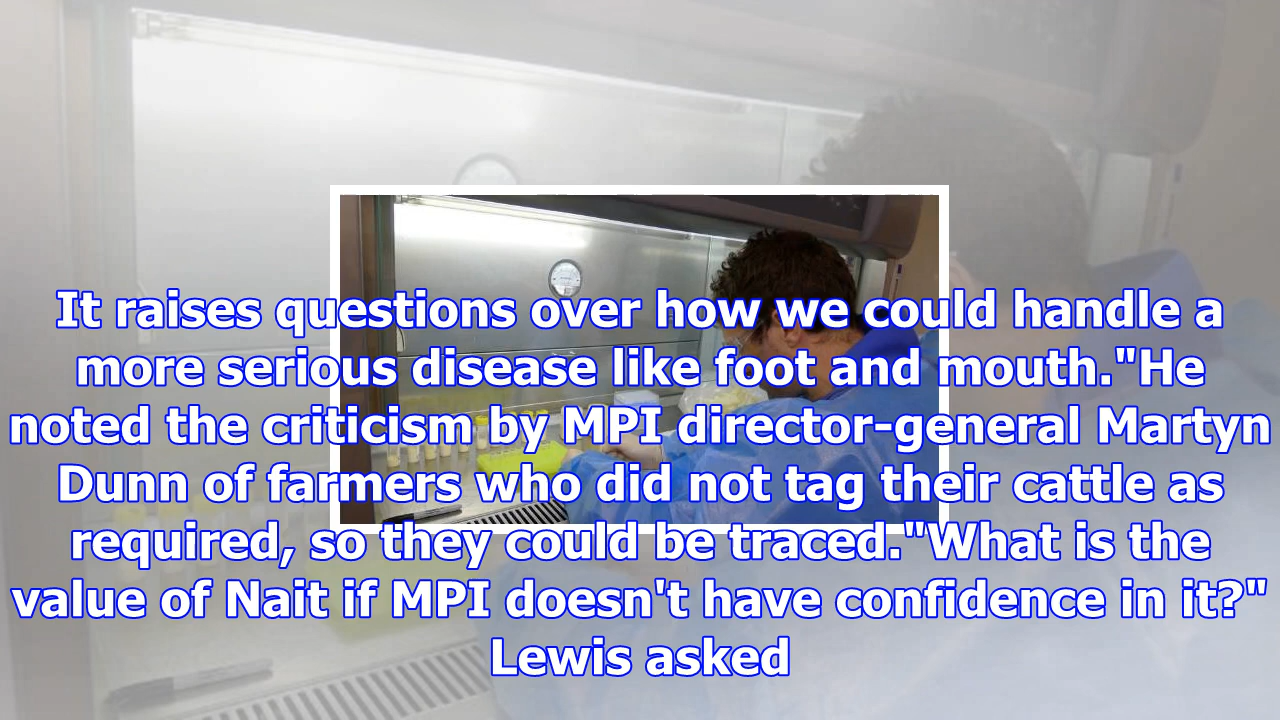 It raises questions over how we could handle a
more serious disease like foot and mouth."He
noted the criticism by MPI director-general Martyn
Dunn of farmers who did not tag their cattle as
required, so they could be traced."What is the
value of Nait if MPI doesn't have confidence in it?"
Lewis asked